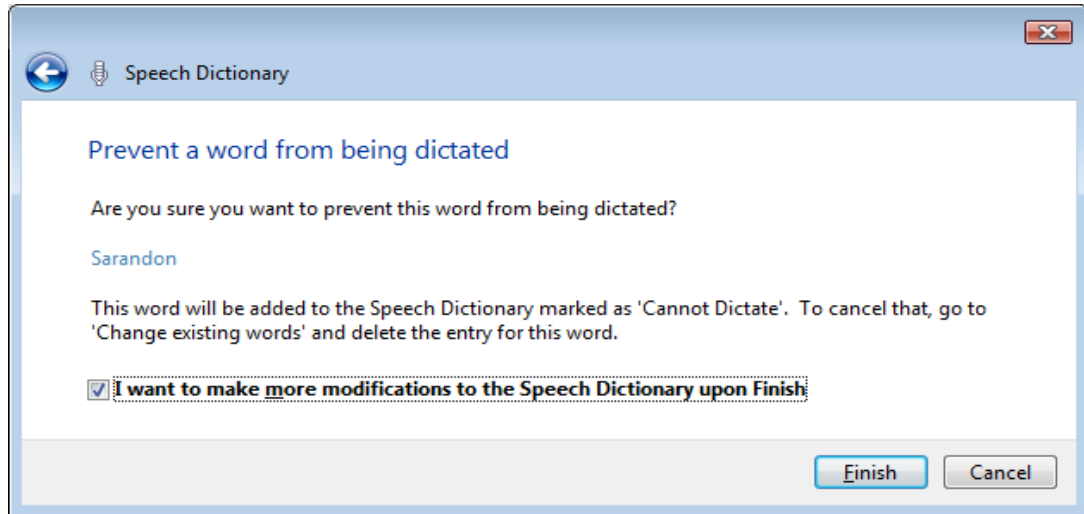 Speech Dictionary
Prevent a word from being dictated
Are you sure you want to prevent this word from being dictated?
Sarandon
This word will be added to the Speech Dictionary marked as 'Cannot Dictate'.  To cancel that, go to
'Change existing words' and delete the entry for this word.
I want to make more modifications to the Speech Dictionary upon Finish
Finish
Cancel